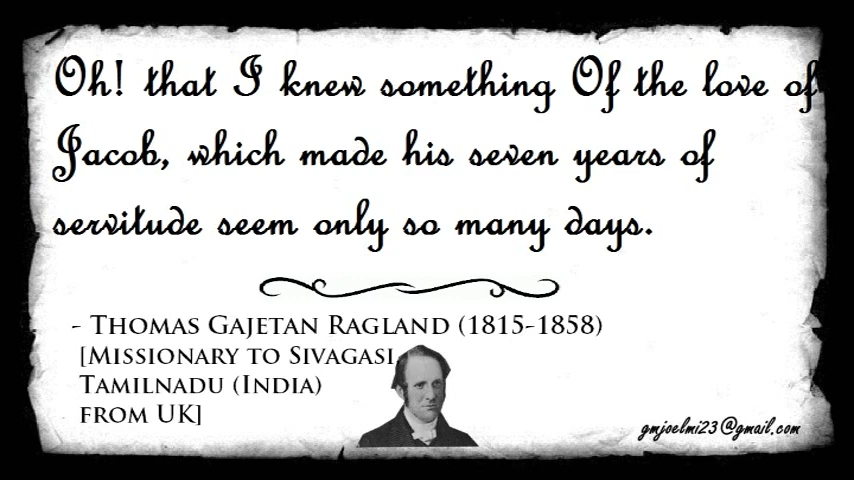 Oh! that I knew something Of the love of
Jacob, which made his seven years of
servitude seem only so many days.
- Thomas Gajetan Ragland (1815-1858)
[Missionary to Sivagasi,
Tamilnadu (India)
from UK]
gmjoelmi23@gmail.com